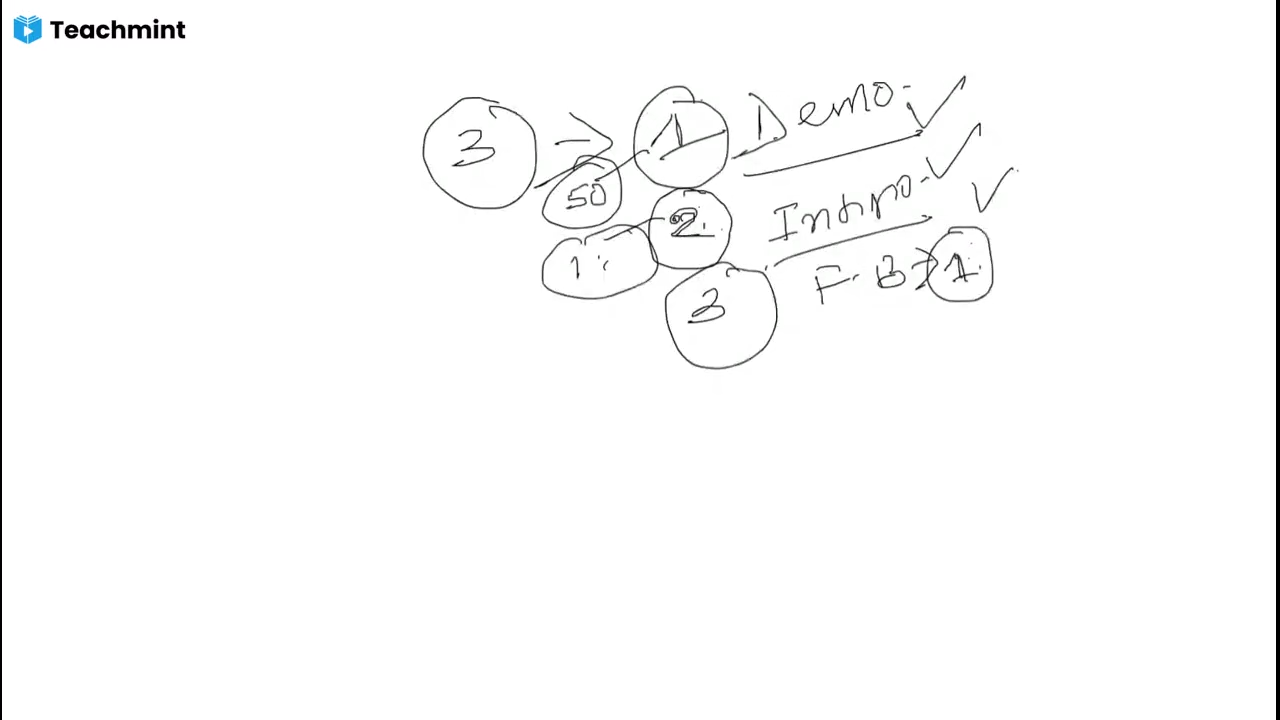 Teachmint
3 → 1 Demo. ✓
50 2. Intro. ✓
1. 3 F.B → 1. ✓